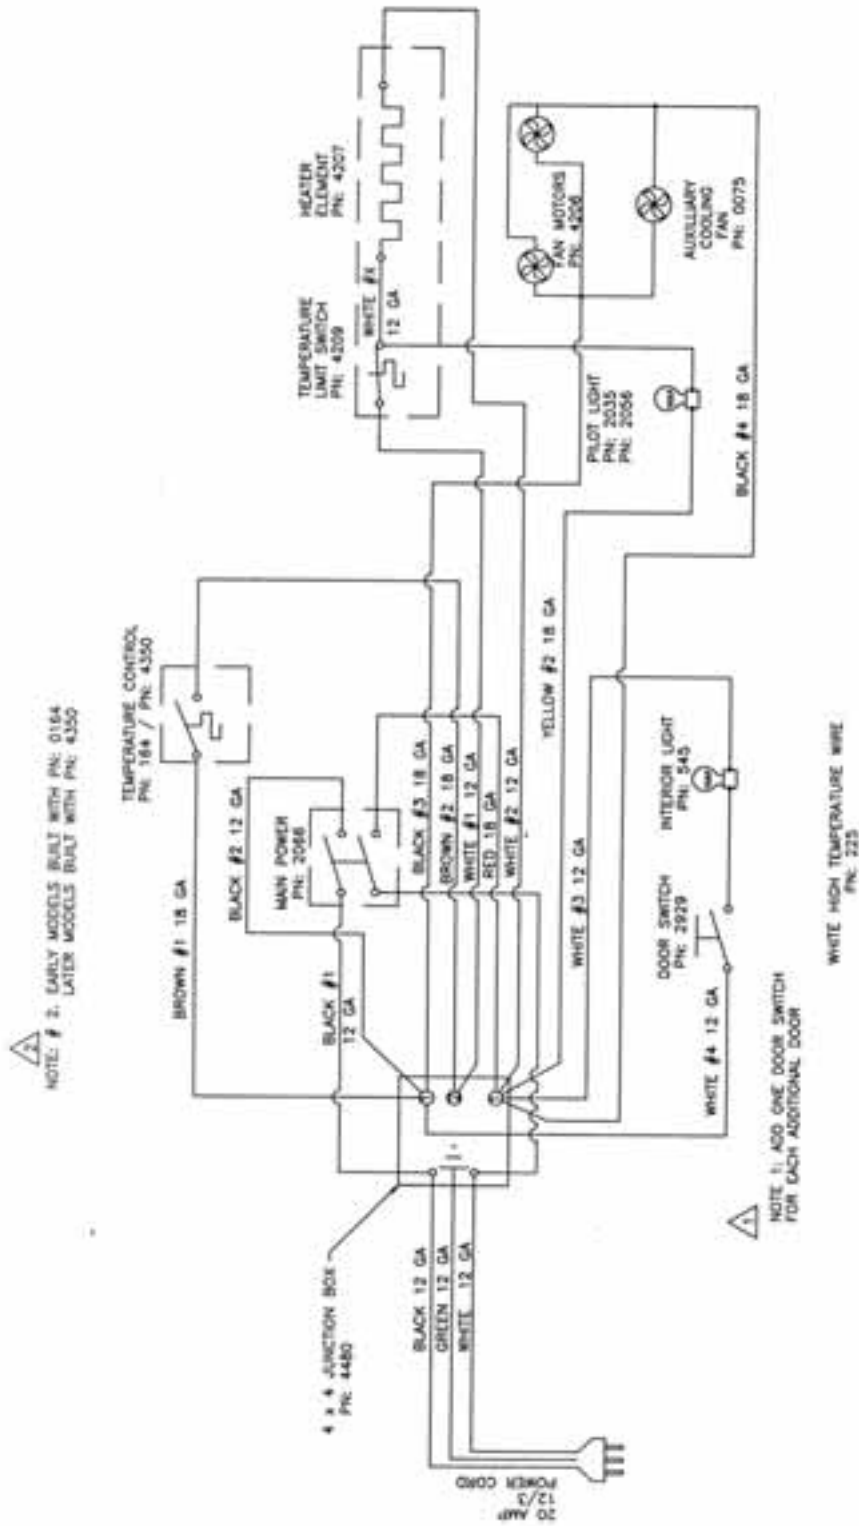 NOTE: # 2. EARLY MODELS BUILT WITH PN: 0164
LATER MODELS BUILT WITH PN: 4350
2
TEMPERATURE CONTROL
PN: 164 / PN: 4350
BROWN #1 18 GA
BLACK #2 12 GA
MAIN POWER
PN: 2066
BLACK #1
12 GA
4 x 4 JUNCTION BOX
PN: 4480
HEATER
ELEMENT
PN: 4207
TEMPERATURE
LIMIT SWITCH
PN: 4209
WHITE #X
12 GA
BLACK #3 18 GA
BROWN #2 18 GA
WHITE #1 12 GA
RED 18 GA
WHITE #2 12 GA
BLACK 12 GA
GREEN 12 GA
WHITE 12 GA
20 AMP
12/3
POWER CORD
FAN MOTORS
PN: 4206
YELLOW #2 18 GA
PILOT LIGHT
PN: 2035
PN: 2056
WHITE #3 12 GA
AUXILLIARY
COOLING
FAN
PN: 0075
BLACK #4 18 GA
INTERIOR LIGHT
PN: 545
DOOR SWITCH
PN: 2929
WHITE #4 12 GA
1
NOTE 1: ADD ONE DOOR SWITCH
FOR EACH ADDITIONAL DOOR
WHITE HIGH TEMPERATURE WIRE
PN: 225